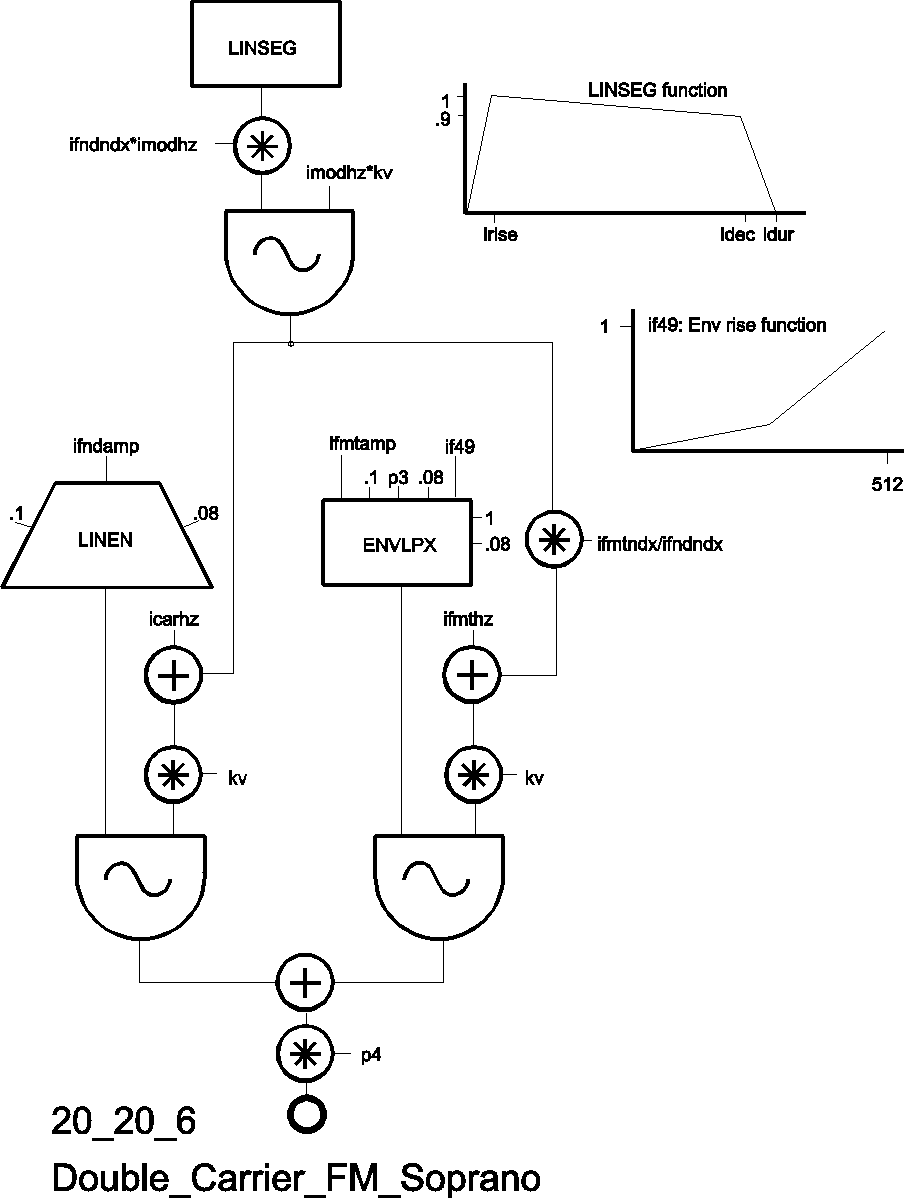 LINSEG
LINSEG function
1
.9
ifndndx*imodhz
imodhz*kv
Irise
Idec Idur
1
if49: Env rise function
512
ifndamp
Ifmtamp
if49
.1 p3 .08
.1
.08
LINEN
ENVLPX
1
.08
ifmtndx/ifndndx
icarhz
ifmthz
kv
kv
p4
20_20_6
Double_Carrier_FM_Soprano